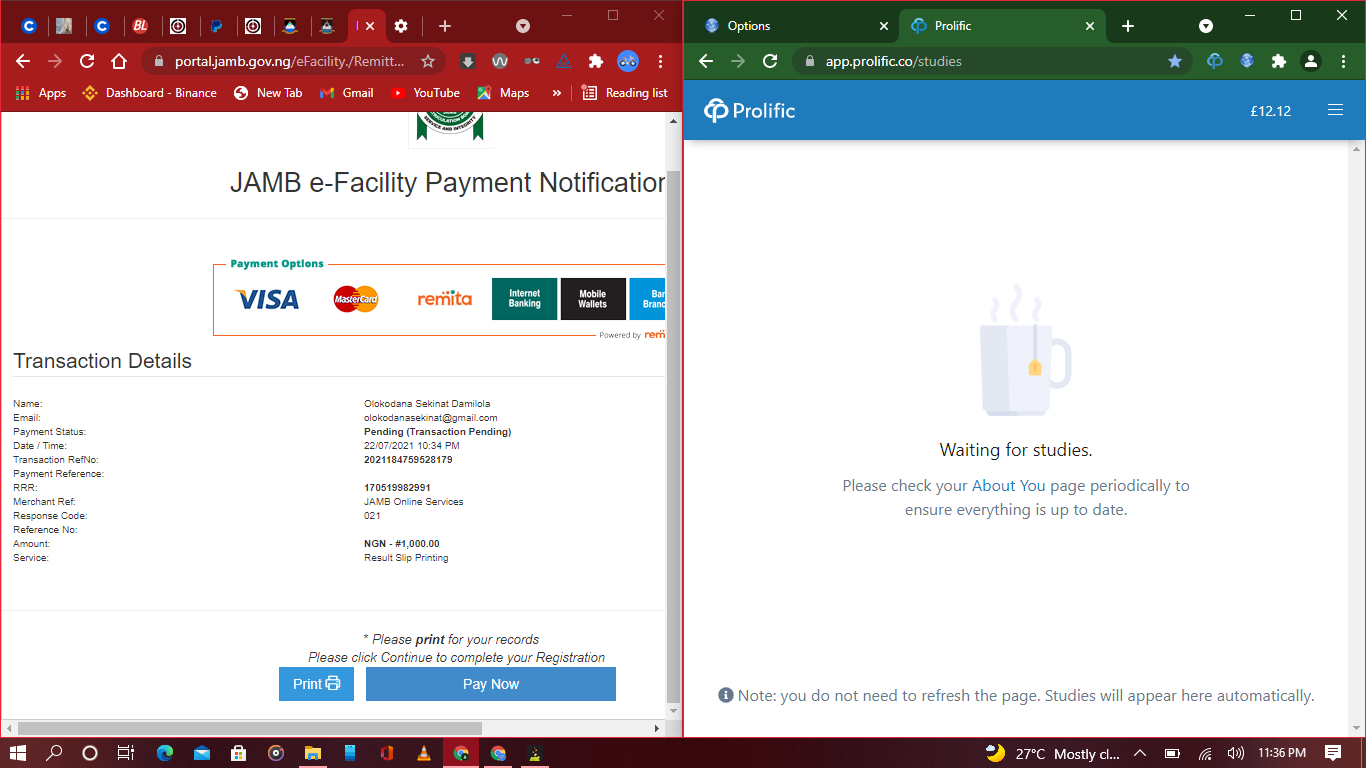 BL
portal.jamb.gov.ng/eFacility./Remitt...
Apps
Dashboard - Binance
New Tab
Gmail
YouTube
Maps
»
Reading list
SERVICE AND INTEGRITY
JAMB e-Facility Payment Notification
Payment Options
VISA
MasterCard
remita
Internet Banking
Mobile Wallets
Bar
Branc
Powered by rem
Transaction Details
Name: Olokodana Sekinat Damilola
Email: olokodanasekinat@gmail.com
Payment Status: Pending (Transaction Pending)
Date / Time: 22/07/2021 10:34 PM
Transaction RefNo: 2021184759528179
Payment Reference:
RRR: 170519982991
Merchant Ref: JAMB Online Services
Response Code: 021
Reference No:
Amount: NGN - #1,000.00
Service: Result Slip Printing
* Please print for your records
Please click Continue to complete your Registration
Print
Pay Now
Options
Prolific
app.prolific.co/studies
Prolific
£12.12
Waiting for studies.
Please check your About You page periodically to
ensure everything is up to date.
Note: you do not need to refresh the page. Studies will appear here automatically.
27°C Mostly cl...
11:36 PM